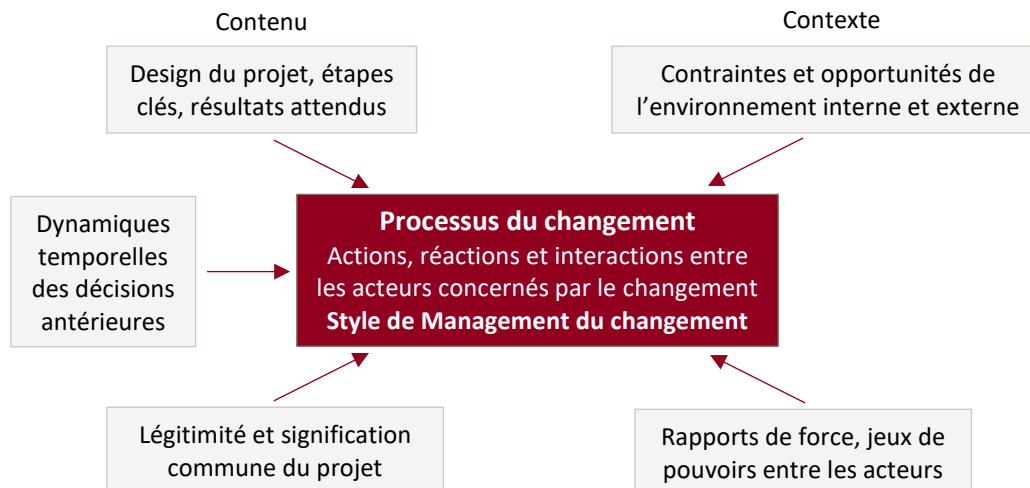 Contenu
Contexte
Design du projet, étapes
clés, résultats attendus
Contraintes et opportunités de
l’environnement interne et externe
Dynamiques
temporelles
des décisions
antérieures
Processus du changement
Actions, réactions et interactions entre
les acteurs concernés par le changement
Style de Management du changement
Légitimité et signification
commune du projet
Rapports de force, jeux de
pouvoirs entre les acteurs